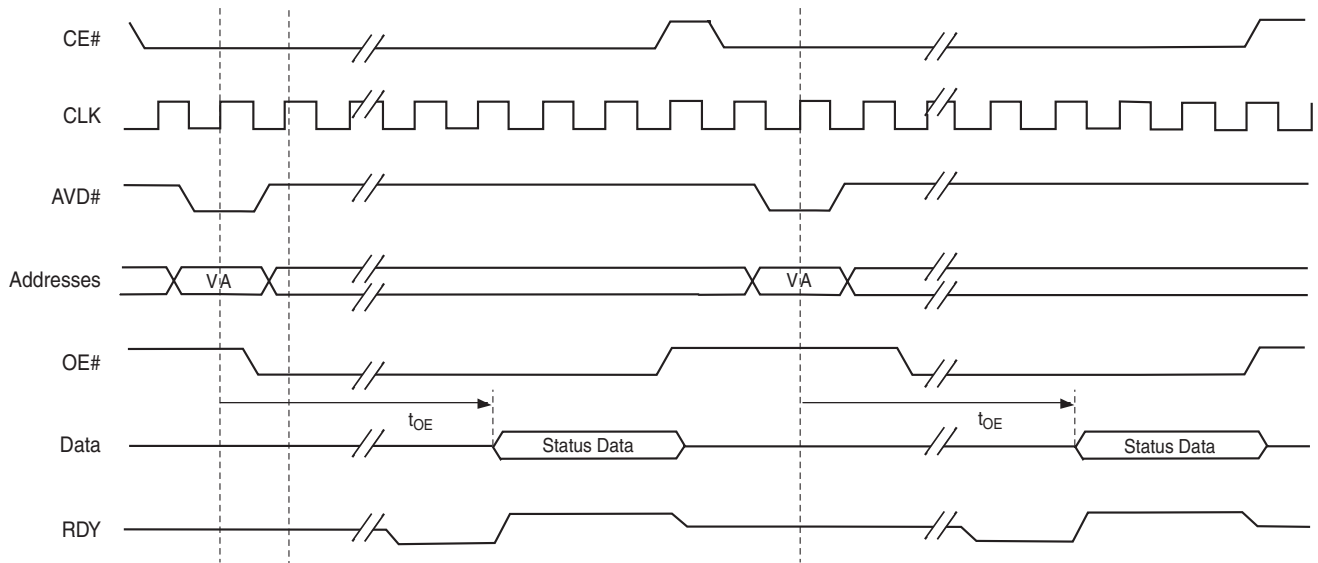 CE#
CLK
AVD#
Addresses VA VA
OE#
tOE tOE
Data Status Data Status Data
RDY